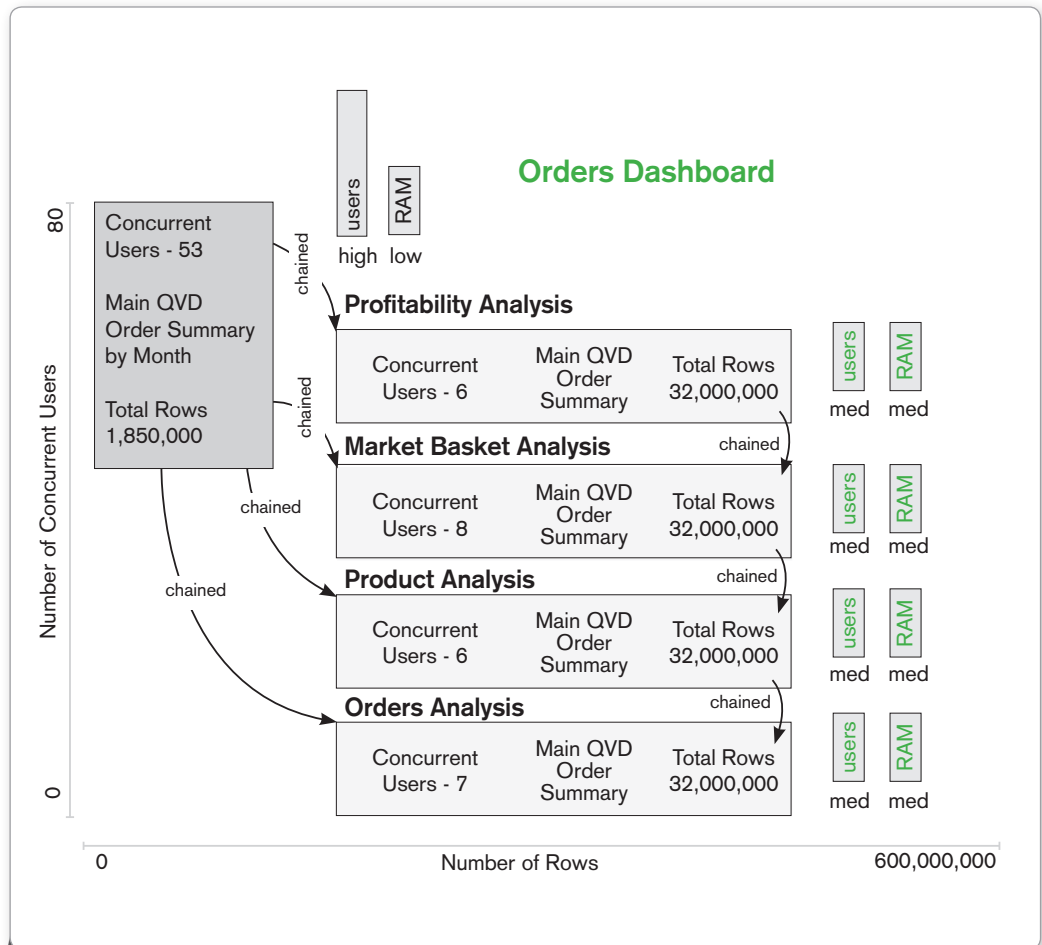 Orders Dashboard
users
RAM
high low
80
Number of Concurrent Users
0
Concurrent
Users - 53
Main QVD
Order Summary
by Month
Total Rows
1,850,000
chained
chained
chained
chained
Profitability Analysis
Concurrent
Users - 6
Main QVD
Order
Summary
Total Rows
32,000,000
users
RAM
med med
chained
Market Basket Analysis
Concurrent
Users - 8
Main QVD
Order
Summary
Total Rows
32,000,000
users
RAM
med med
chained
Product Analysis
Concurrent
Users - 6
Main QVD
Order
Summary
Total Rows
32,000,000
users
RAM
med med
chained
Orders Analysis
Concurrent
Users - 7
Main QVD
Order
Summary
Total Rows
32,000,000
users
RAM
med med
0
Number of Rows
600,000,000